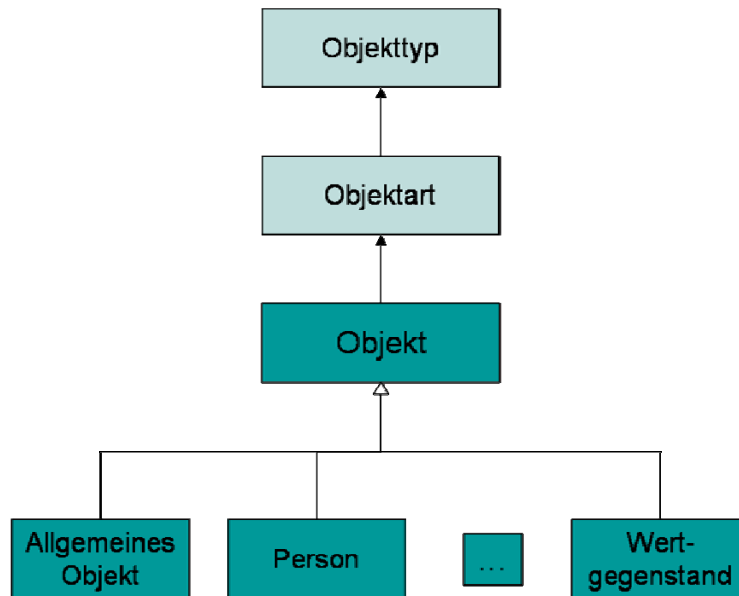 Objekttyp
Objektart
Objekt
Allgemeines
Objekt
Person
...
Wert-
gegenstand